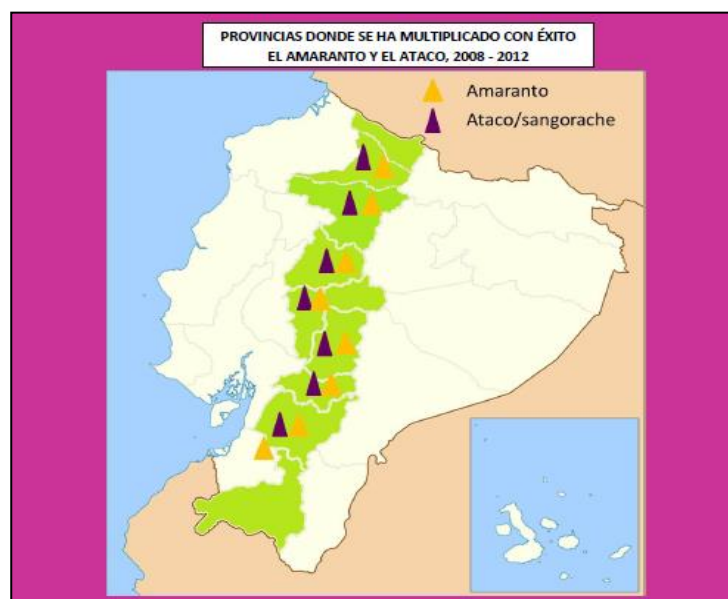 PROVINCIAS DONDE SE HA MULTIPLICADO CON ÉXITO
EL AMARANTO Y EL ATACO, 2008 - 2012
Amaranto
Ataco/sangorache